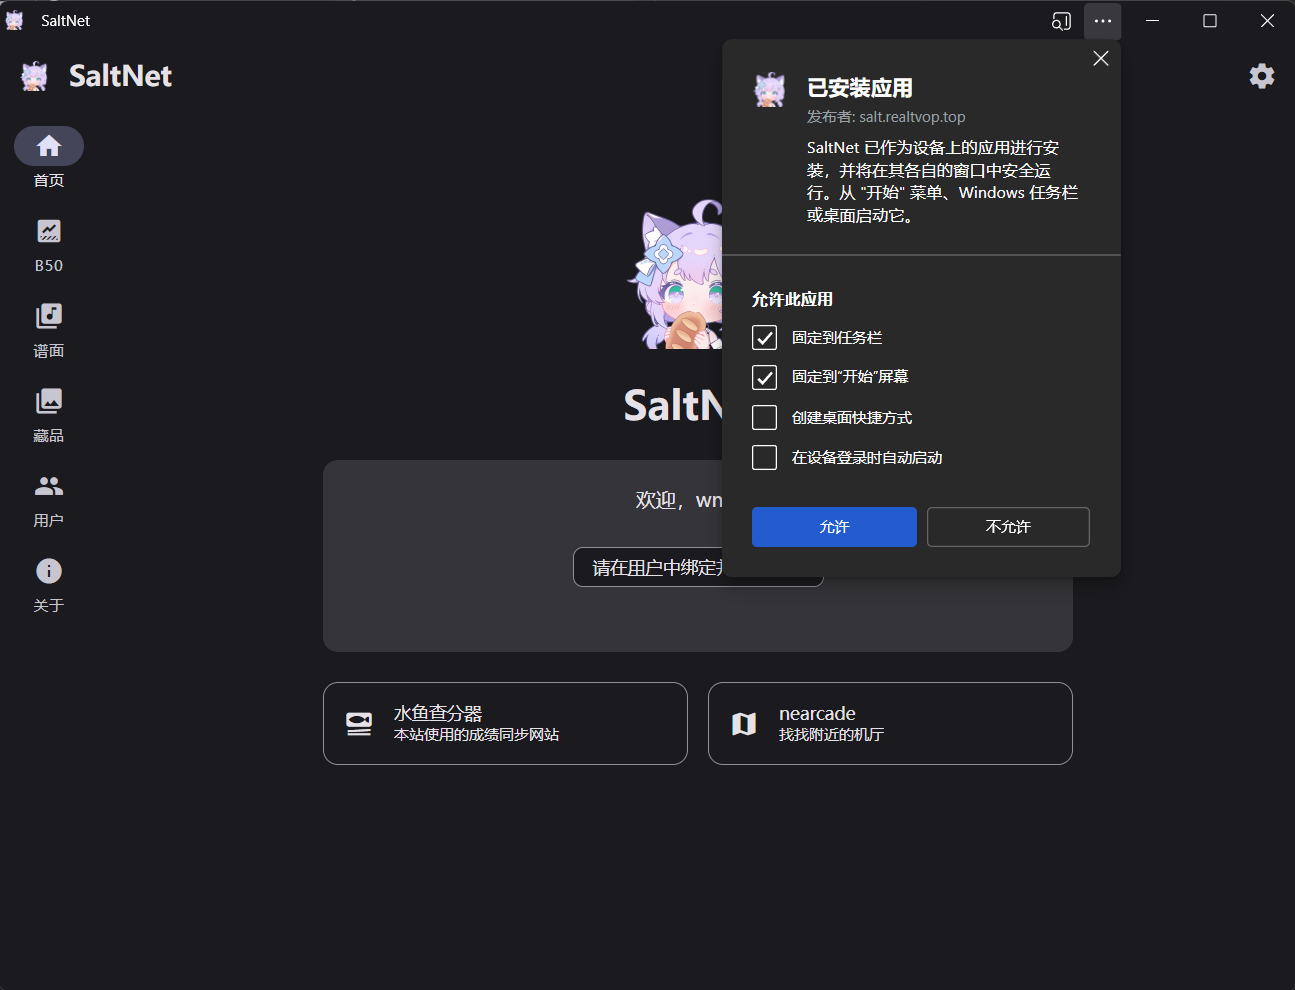 SaltNet
SaltNet
首页
B50
谱面
藏品
用户
关于
SaltN
欢迎，wn
请在用户中绑定
水鱼查分器
本站使用的成绩同步网站
nearcade
找找附近的机厅
已安装应用
发布者: salt.realtvop.top
SaltNet 已作为设备上的应用进行安
装，并将在其各自的窗口中安全运
行。从 "开始" 菜单、Windows 任务栏
或桌面启动它。
允许此应用
固定到任务栏
固定到"开始"屏幕
创建桌面快捷方式
在设备登录时自动启动
允许
不允许